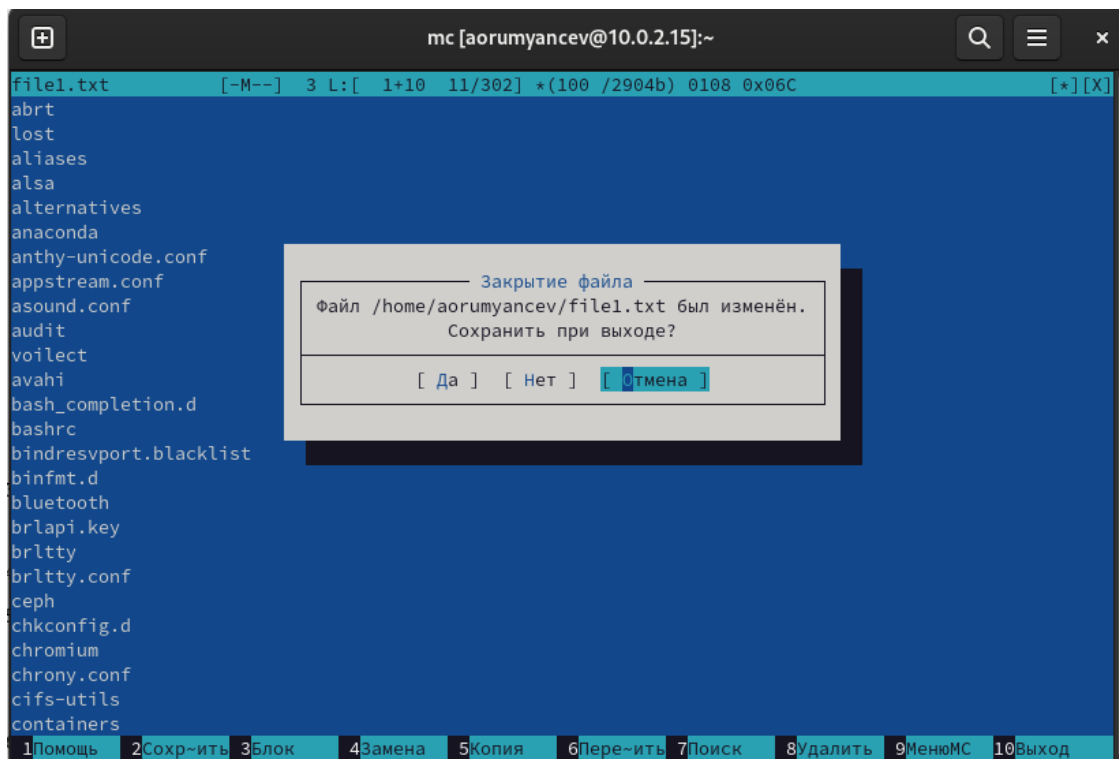 mc [aorumyancev@10.0.2.15]:~
file1.txt [-M--] 3 L:[ 1+10 11/302] *(100 /2904b) 0108 0x06C [*][X]
abrt
lost
aliases
alsa
alternatives
anaconda
anthy-unicode.conf
appstream.conf
asound.conf
audit
voilect
avahi
bash_completion.d
bashrc
bindresvport.blacklist
binfmt.d
bluetooth
brlapi.key
brltty
brltty.conf
ceph
chkconfig.d
chromium
chrony.conf
cifs-utils
containers
Закрытие файла
Файл /home/aorumyancev/file1.txt был изменён.
Сохранить при выходе?
[ Да ] [ Нет ] [ Отмена ]
1Помощь 2Сохр~ить 3Блок 4Замена 5Копия 6Пере~ить 7Поиск 8Удалить 9МенюМС 10Выход